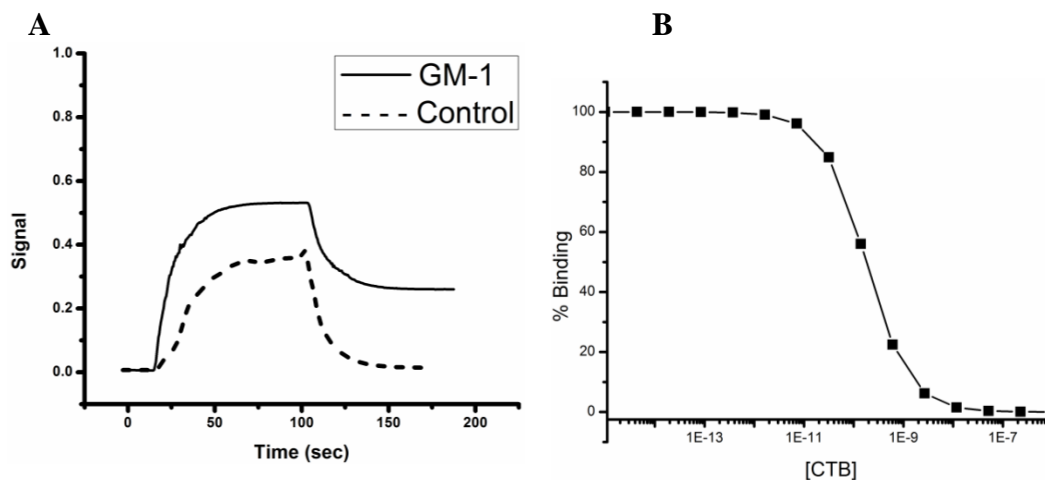 A
B
1.0
0.8
0.6
0.4
0.2
0.0
Signal
0
50
100
150
200
Time (sec)
GM-1
Control
100
80
60
40
20
0
% Binding
1E-13
1E-11
1E-9
1E-7
[CTB]